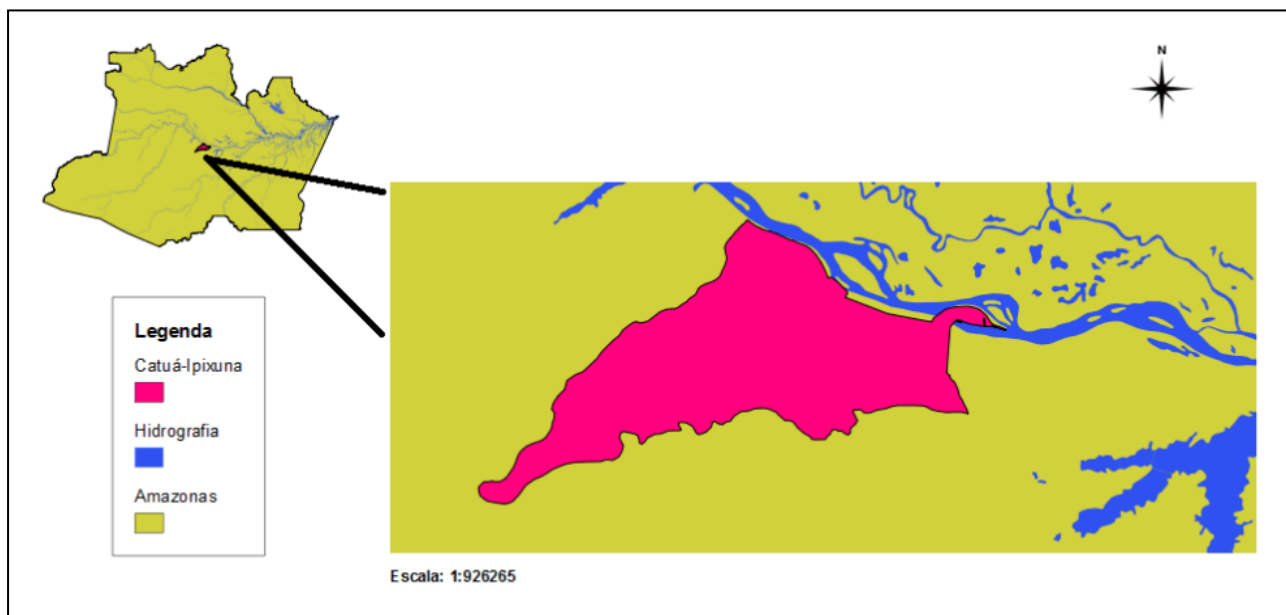 N
Legenda
Catuá-Ipixuna
Hidrografia
Amazonas
Escala: 1:926265